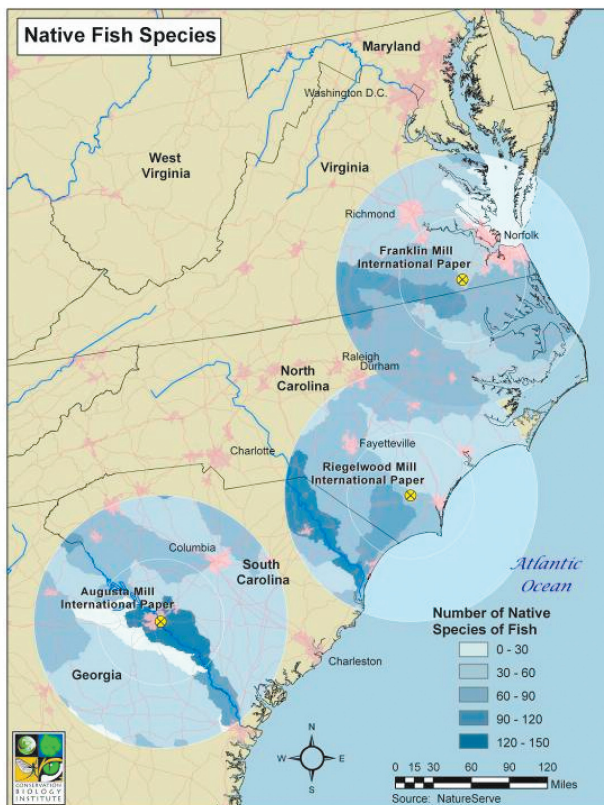 Native Fish Species
Maryland
Washington D.C.
West
Virginia
Virginia
Richmond
Norfolk
Franklin Mill
International Paper
Raleigh
Durham
North
Carolina
Charlotte
Fayetteville
Riegelwood Mill
International Paper
Columbia
South
Carolina
Augusta Mill
International Paper
Georgia
Charleston
Atlantic
Ocean
Number of Native
Species of Fish
0 - 30
30 - 60
60 - 90
90 - 120
120 - 150
N
W E
S
0 15 30 60 90 120
Miles
Source: NatureServe
CONSERVATION
BIOLOGY
INSTITUTE